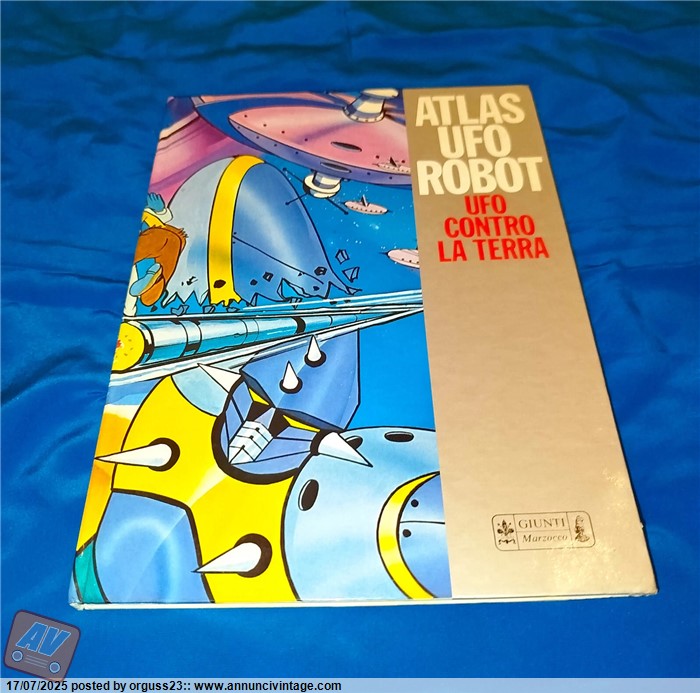 ATLAS
UFO
ROBOT
UFO
CONTRO
LA TERRA
GIUNTI
Marzocco
AV
17/07/2025 posted by orguss23:: www.annuncivintage.com